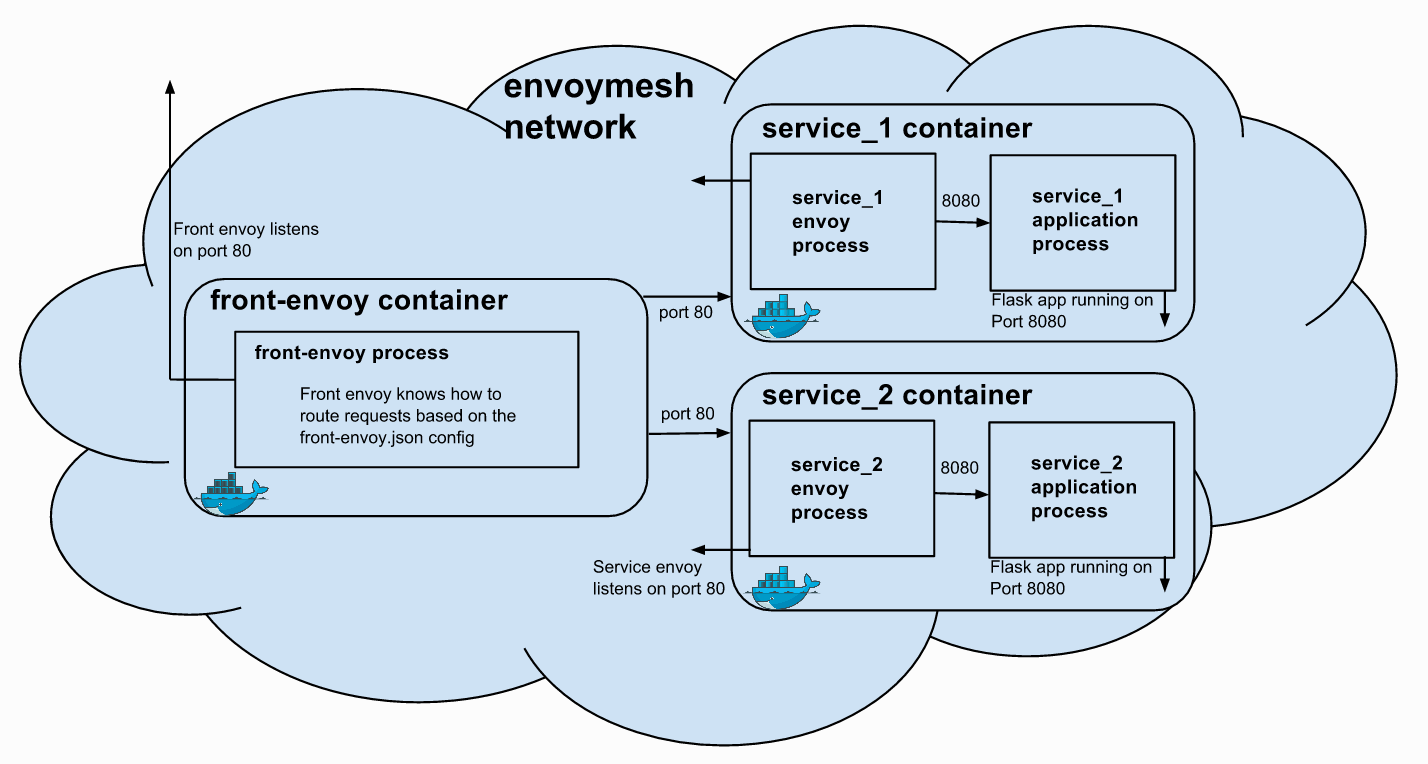 envoymesh
network
service_1 container
service_1
envoy
process
8080
service_1
application
process
Flask app running on
Port 8080
Front envoy listens
on port 80
front-envoy container
front-envoy process
Front envoy knows how to
route requests based on the
front-envoy.json config
port 80
port 80
service_2 container
service_2
envoy
process
8080
service_2
application
process
Flask app running on
Port 8080
Service envoy
listens on port 80